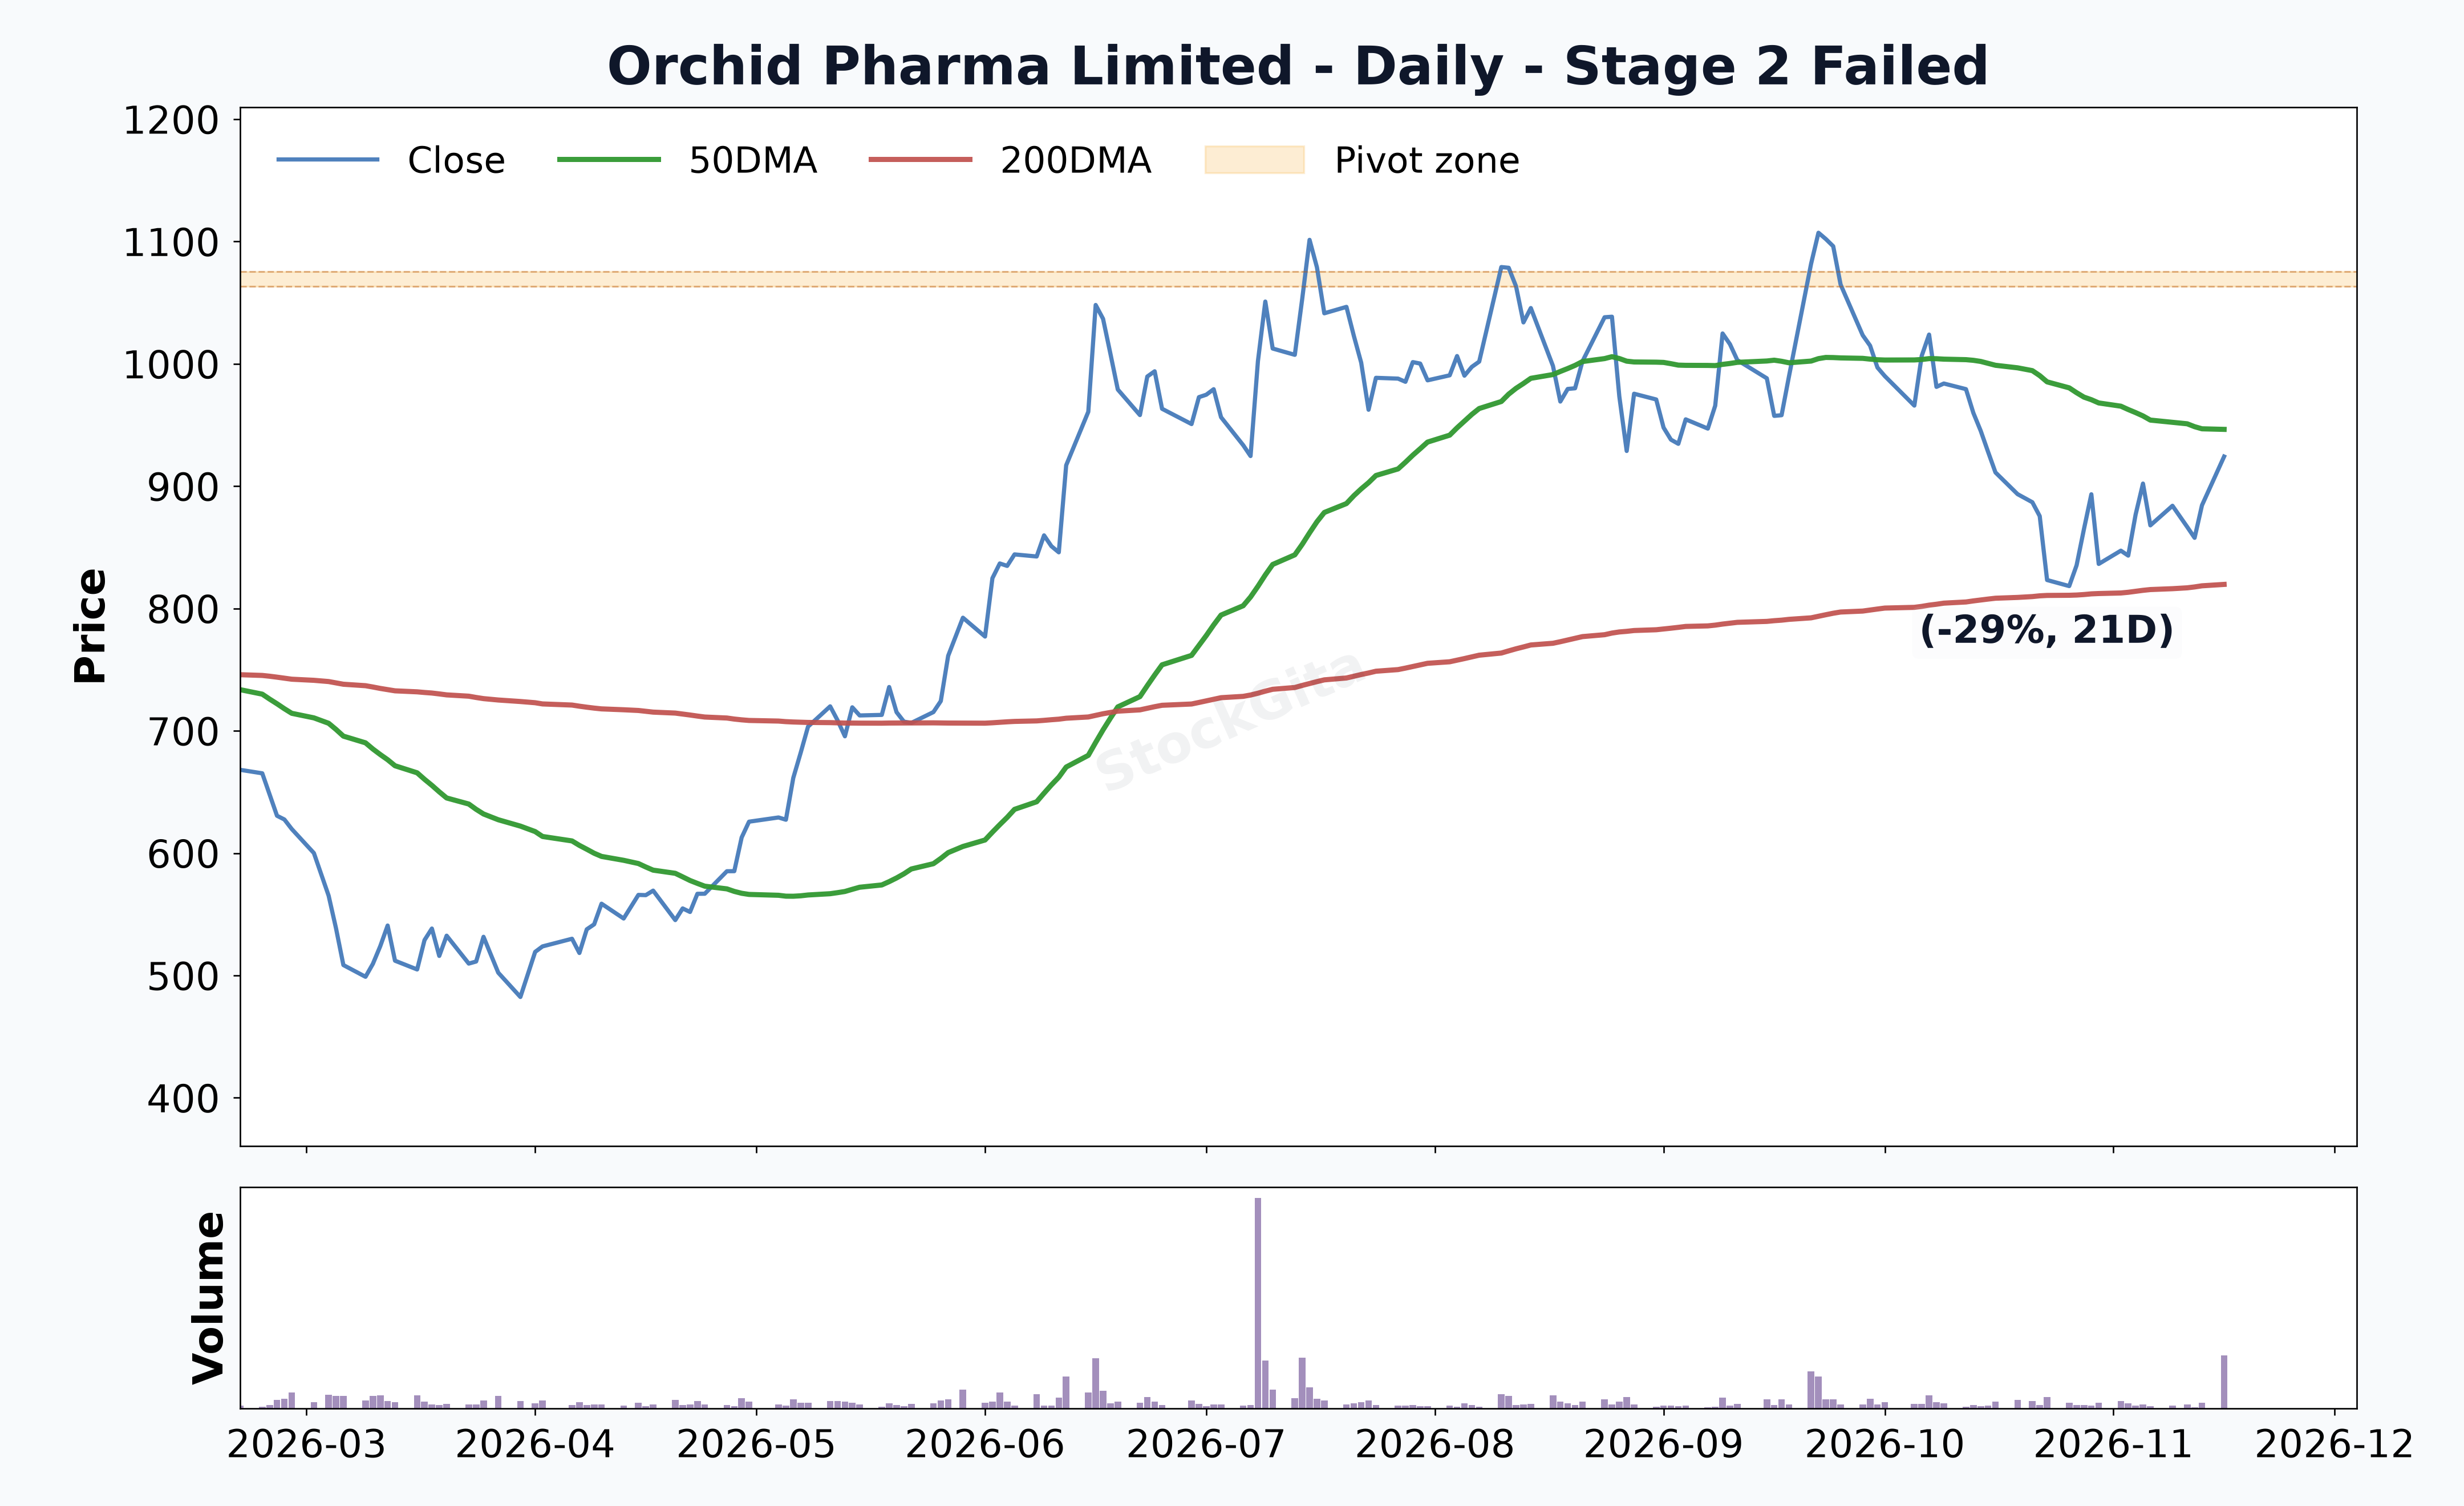 Orchid Pharma Limited - Daily - Stage 2 Failed
Close 50DMA 200DMA Pivot zone
Price
1200
1100
1000
900
800
700
600
500
400
(-29%, 21D)
StockGita
Volume
2026-03 2026-04 2026-05 2026-06 2026-07 2026-08 2026-09 2026-10 2026-11 2026-12